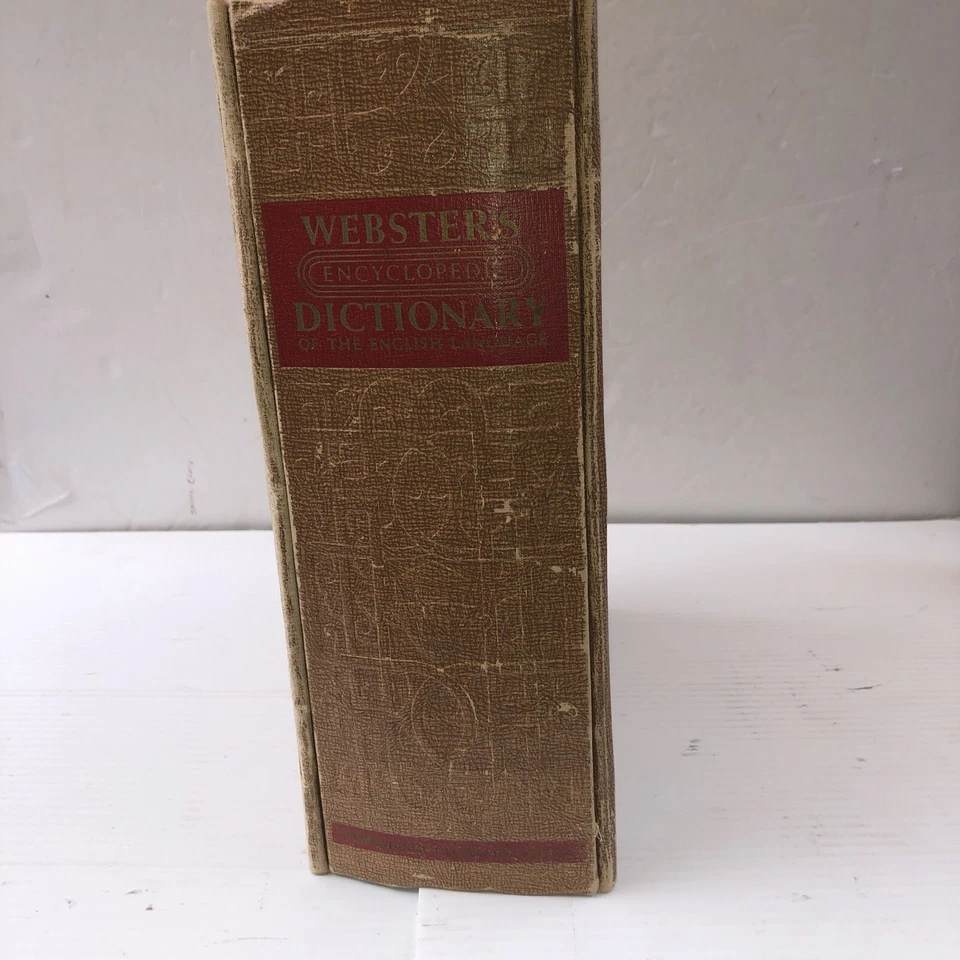 WEBSTER'S
ENCYCLOPEDIC
DICTIONARY
OF THE ENGLISH LANGUAGE